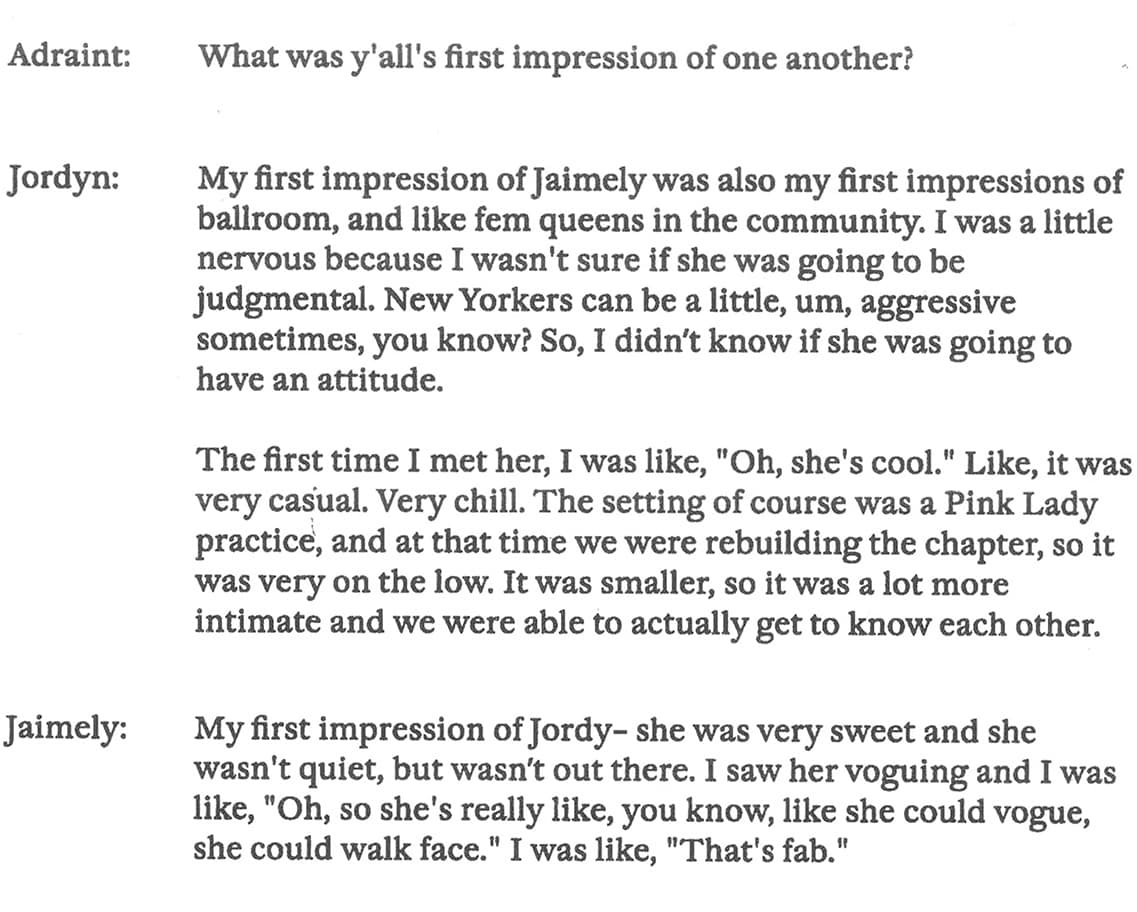 Adraint: What was y'all's first impression of one another?
Jordyn: My first impression of Jaimely was also my first impressions of
ballroom, and like fem queens in the community. I was a little
nervous because I wasn't sure if she was going to be
judgmental. New Yorkers can be a little, um, aggressive
sometimes, you know? So, I didn't know if she was going to
have an attitude.
The first time I met her, I was like, "Oh, she's cool." Like, it was
very casual. Very chill. The setting of course was a Pink Lady
practice, and at that time we were rebuilding the chapter, so it
was very on the low. It was smaller, so it was a lot more
intimate and we were able to actually get to know each other.
Jaimely: My first impression of Jordy– she was very sweet and she
wasn't quiet, but wasn't out there. I saw her voguing and I was
like, "Oh, so she's really like, you know, like she could vogue,
she could walk face." I was like, "That's fab."